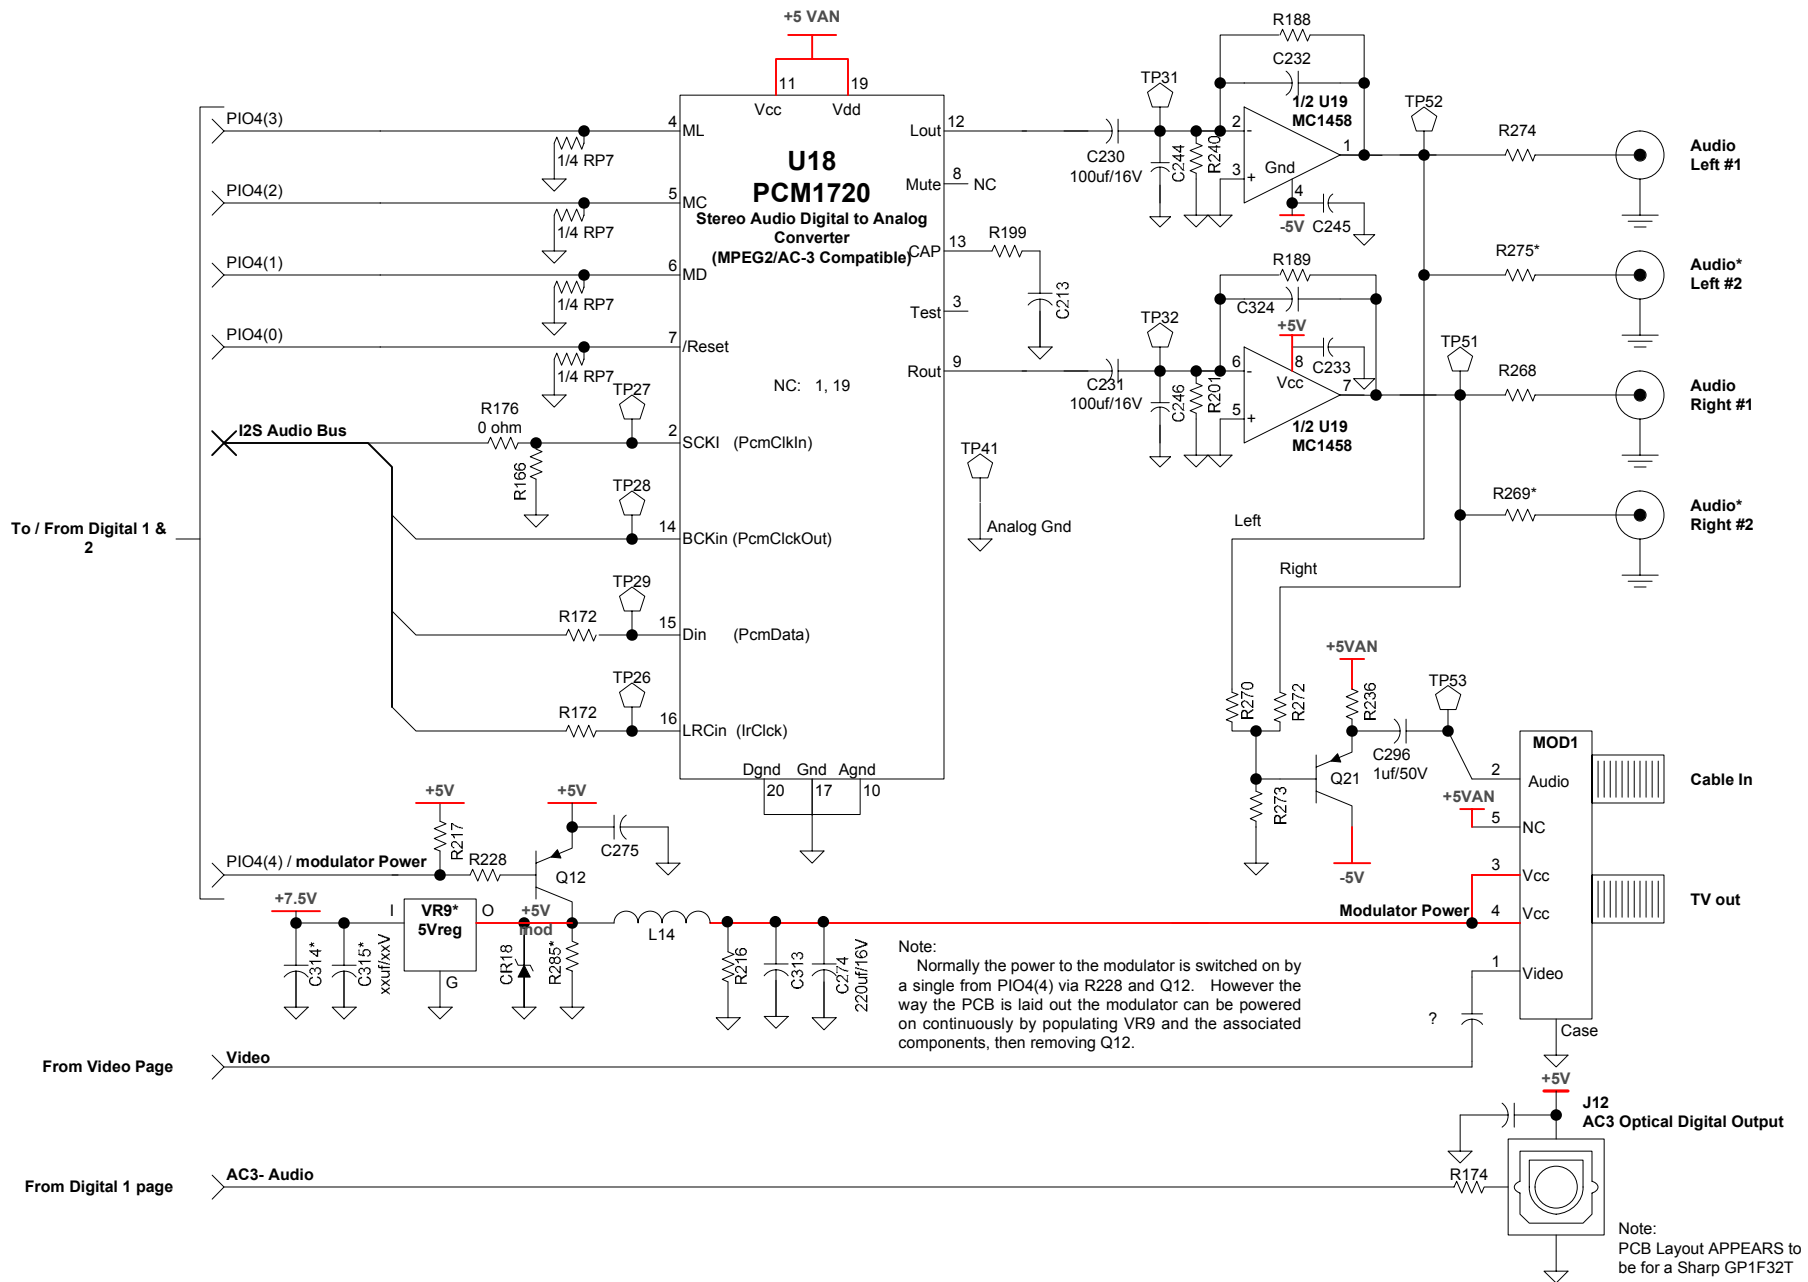 +5 VAN
11
19
Vcc
Vdd
To / From Digital 1 &
2
PIO4(3)
4
ML
1/4 RP7
PIO4(2)
5
MC
1/4 RP7
PIO4(1)
6
MD
1/4 RP7
PIO4(0)
7
/Reset
1/4 RP7
U18
PCM1720
Stereo Audio Digital to Analog
Converter
(MPEG2/AC-3 Compatible)
NC: 1, 19
I2S Audio Bus
R176
0 ohm
R166
TP27
2
SCKI (PcmClkIn)
TP28
14
BCKin (PcmClckOut)
TP29
R172
15
Din (PcmData)
TP26
R172
16
LRCin (IrClck)
Dgnd
Gnd
Agnd
20
17
10
Lout
12
Mute
8
NC
CAP
13
R199
C213
Test
3
Rout
9
TP41
Analog Gnd
C230
100uf/16V
TP31
C244
R240
R188
C232
1/2 U19
MC1458
2
-
3
+
1
Gnd
4
-5V
C245
C231
100uf/16V
TP32
C246
R201
R189
C324
+5V
8
Vcc
C233
6
-
5
+
7
1/2 U19
MC1458
TP52
R274
Audio
Left #1
R275*
Audio*
Left #2
TP51
R268
Audio
Right #1
R269*
Audio*
Right #2
Left
Right
R270
R272
R273
+5VAN
R236
Q21
-5V
C296
1uf/50V
TP53
MOD1
2
Audio
+5VAN
5
NC
3
Vcc
4
Vcc
1
Video
Case
Cable In
TV out
+5V
+5V
R217
C275
PIO4(4) / modulator Power
R228
Q12
+7.5V
C314*
C315*
xxuf/xxV
I
VR9*
5Vreg
O
G
+5V
mod
CR18
R285*
L14
R216
C313
C274
220uf/16V
Modulator Power
Note:
Normally the power to the modulator is switched on by
a single from PIO4(4) via R228 and Q12. However the
way the PCB is laid out the modulator can be powered
on continuously by populating VR9 and the associated
components, then removing Q12.
?
From Video Page
Video
+5V
J12
AC3 Optical Digital Output
From Digital 1 page
AC3- Audio
R174
Note:
PCB Layout APPEARS to
be for a Sharp GP1F32T